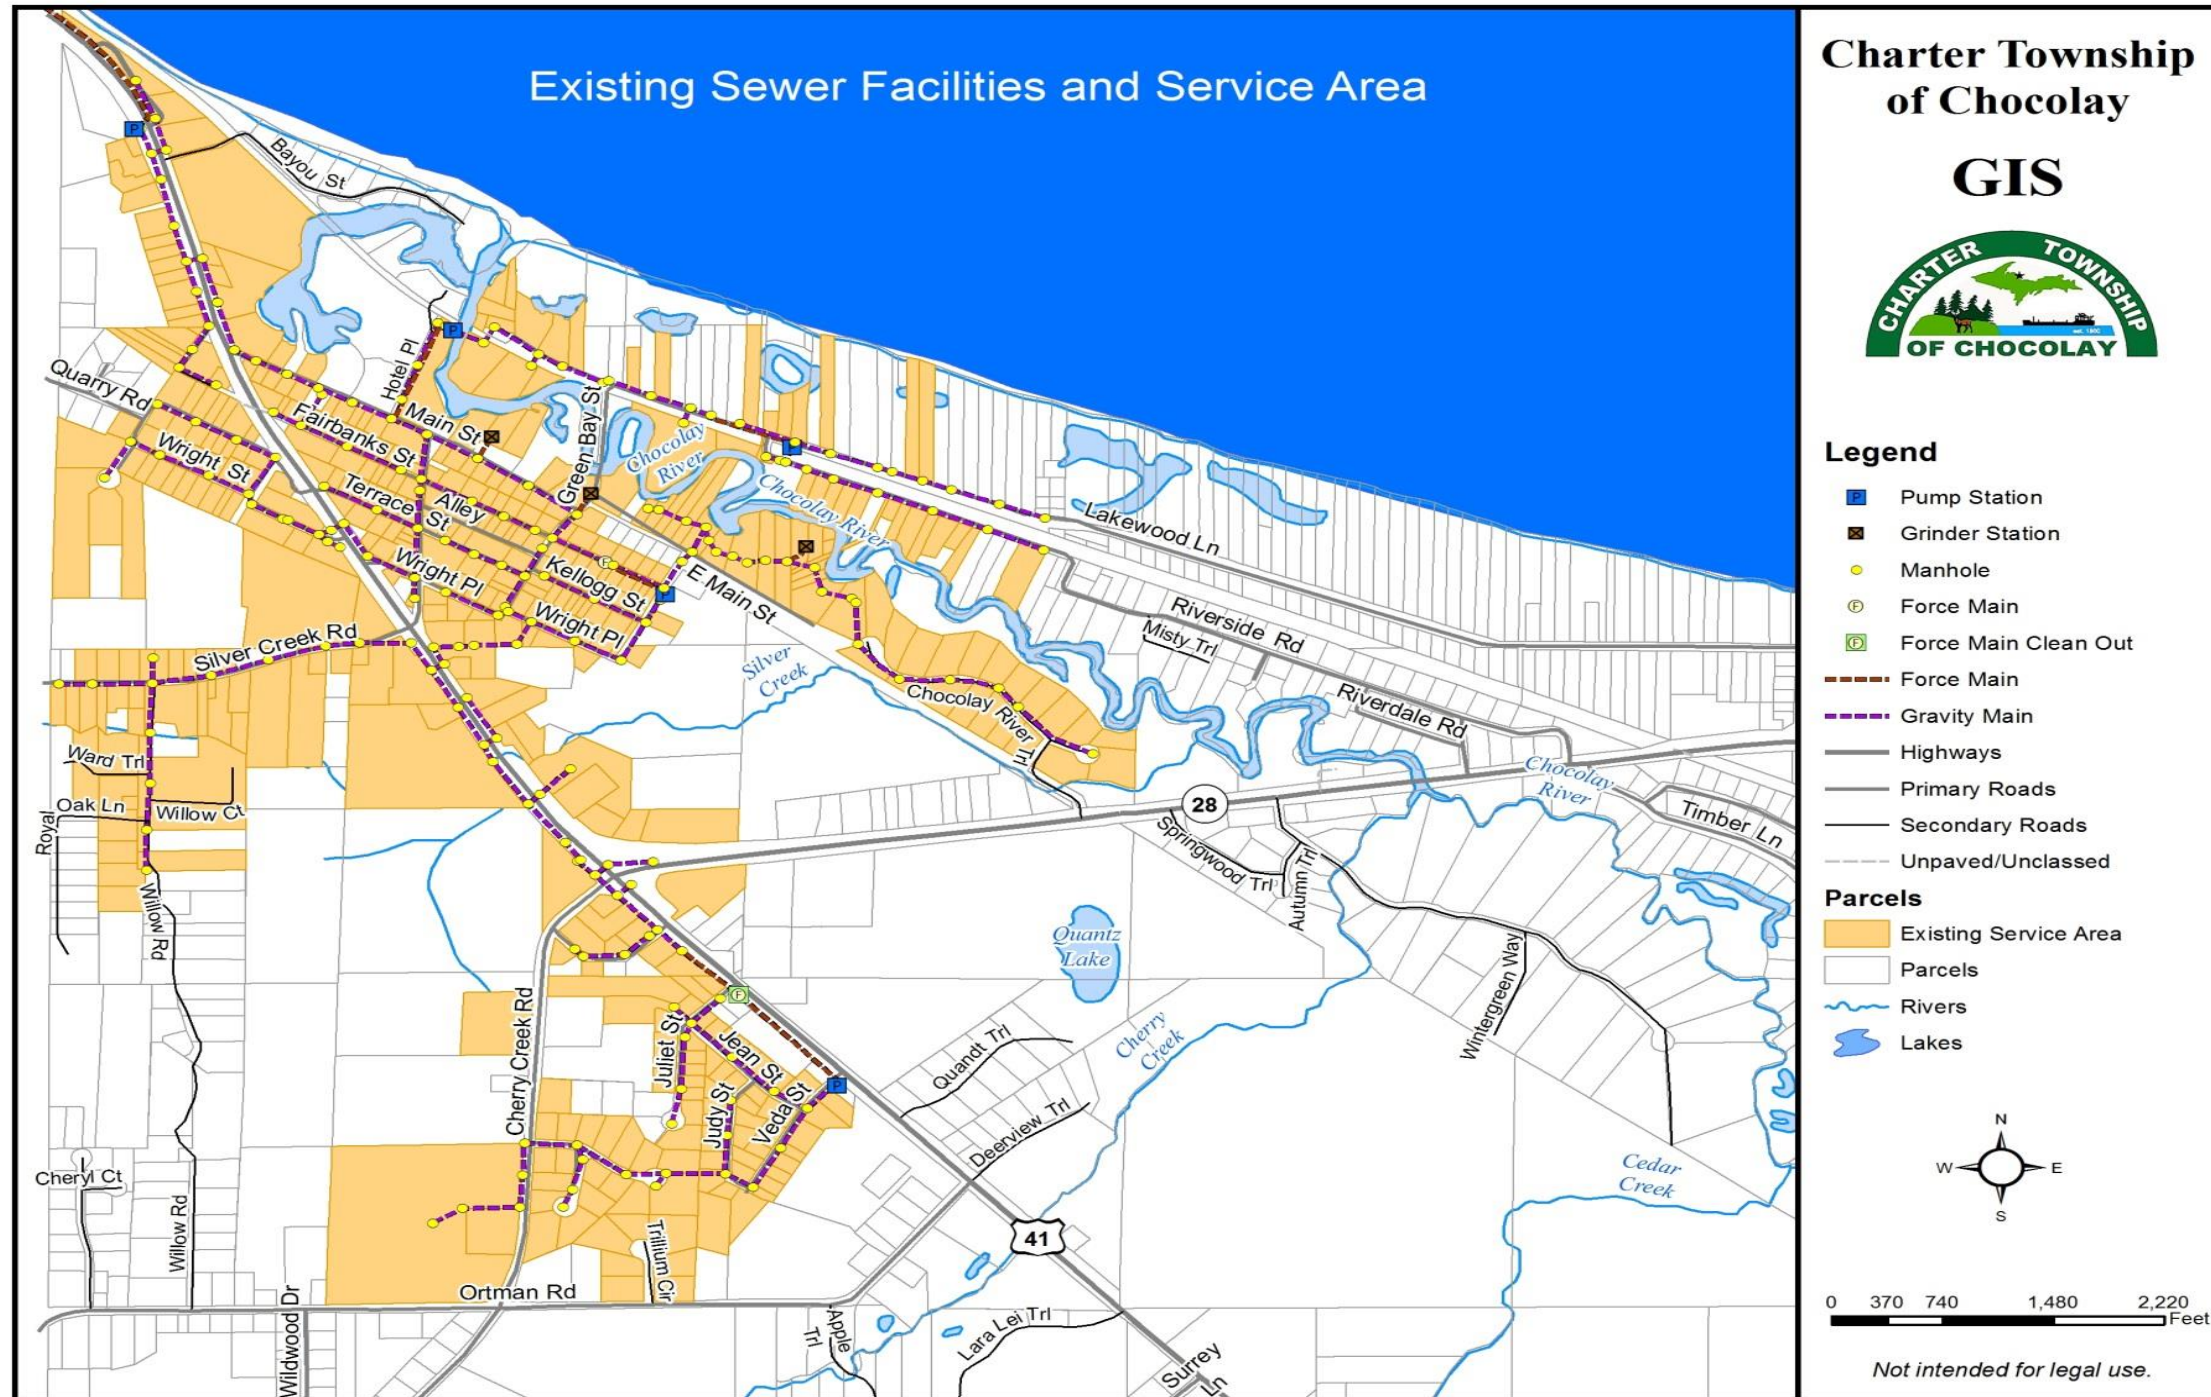 Existing Sewer Facilities and Service Area
Bayou St
Quarry Rd
Hotel Pl
Main St
Fairbanks St
Wright St
Green Bay St
Chocolay
River
Terrace St
Alley
Chocolay River
Lakewood Ln
Wright Pl
Kellogg St
E Main St
Wright Pl
Riverside Rd
Misty Trl
Silver Creek Rd
Silver
Creek
Chocolay River Trl
Riverdale Rd
Ward Trl
Oak Ln
Willow Ct
Royal
28
Chocolay
River
Timber Ln
Springwood Trl
Autumn Trl
Willow Rd
Quantz
Lake
Wintergreen Way
Cherry Creek Rd
F
Juliet St
Jean St
Judy St
Veda St
Quandt Trl
Cherry
Creek
Deerview Trl
Cheryl Ct
Willow Rd
Trillium Cir
Cedar
Creek
41
Ortman Rd
Wildwood Dr
Apple
Trl
Lara Lei Trl
Surrey
Ln
P
P
P
P
P
F
Charter Township
of Chocolay
GIS
CHARTER TOWNSHIP
OF CHOCOLAY
Legend
P Pump Station
Grinder Station
Manhole
F Force Main
F Force Main Clean Out
Force Main
Gravity Main
Highways
Primary Roads
Secondary Roads
Unpaved/Unclassed
Parcels
Existing Service Area
Parcels
Rivers
Lakes
N
W E
S
0 370 740 1,480 2,220
Feet
Not intended for legal use.